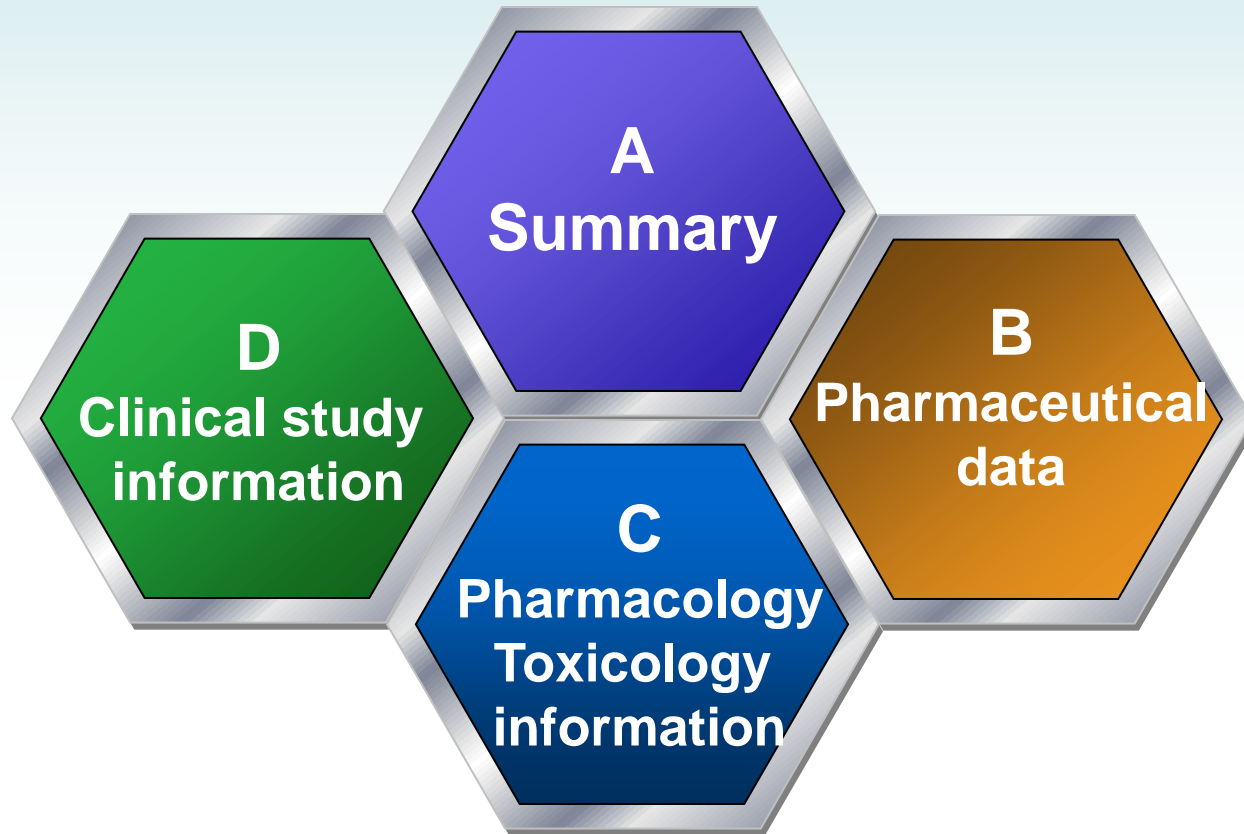 A
Summary
B
Pharmaceutical
data
C
Pharmacology
Toxicology
information
D
Clinical study
information